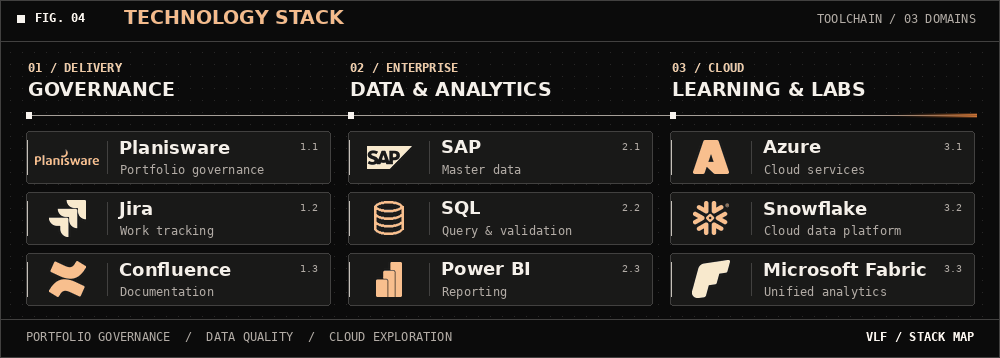 FIG. 04
TECHNOLOGY STACK
TOOLCHAIN / 03 DOMAINS
01 / DELIVERY
GOVERNANCE
Planisware
Planisware
1.1
Portfolio governance
Jira
1.2
Work tracking
Confluence
1.3
Documentation
02 / ENTERPRISE
DATA & ANALYTICS
SAP
SAP
2.1
Master data
SQL
2.2
Query & validation
Power BI
2.3
Reporting
03 / CLOUD
LEARNING & LABS
Azure
3.1
Cloud services
Snowflake
3.2
Cloud data platform
Microsoft Fabric
3.3
Unified analytics
PORTFOLIO GOVERNANCE / DATA QUALITY / CLOUD EXPLORATION
VLF / STACK MAP